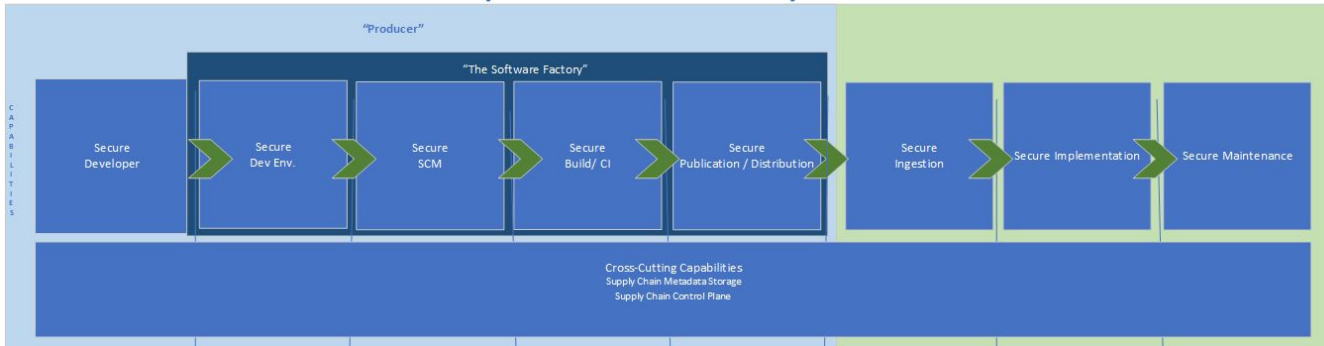 “Producer”
“The Software Factory”
CAPABILITIES
Secure
Developer
Secure
Dev Env.
Secure
SCM
Secure
Build/ CI
Secure
Publication / Distribution
Secure
Ingestion
Secure Implementation
Secure Maintenance
Cross-Cutting Capabilities
Supply Chain Metadata Storage
Supply Chain Control Plane